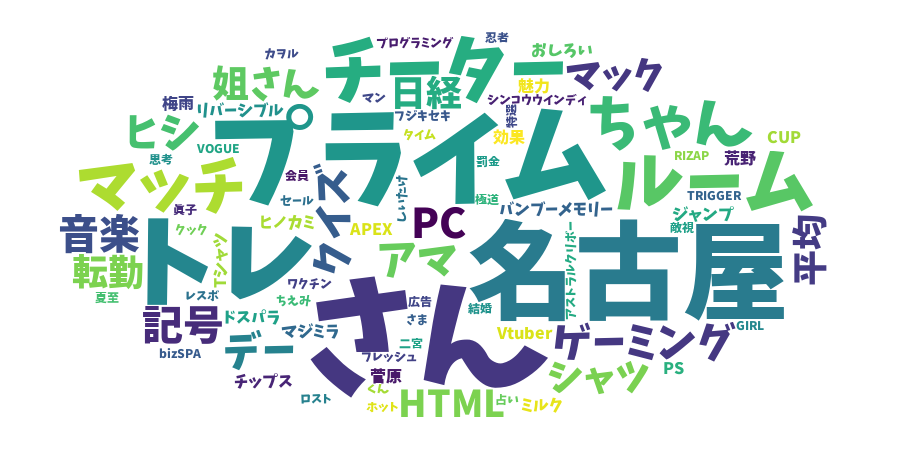 カヲル
プログラミング
忍者
おしろい
チーター
マック
姐さん
日経
魅力
マン
シンコウウインディ
梅雨
リバーシブル
フジキセキ
特選
ちゃん
ヒシ
プライム
タイム
効果
CUP
VOGUE
思考
罰金
RIZAP
荒野
マッチ
会員
ルーム
クイズ
しいたけ
極道
TRIGGER
眞子
セール
バンブーメモリー
ジャンプ
音楽
トレ
クック
ヒノカミ
APEX
PC
名古屋
敵視
平均
Tシャツ
アマ
アストラルクリボー
転勤
ワクチン
夏至
レスポ
ちえみ
さん
広告
結婚
記号
ドスパラ
マジミラ
さま
Vtuber
ゲーミング
GIRL
bizSPA
デー
二宮
フレッシュ
チップス
菅原
シャツ
PS
くん
ロスト
ホット
HTML
占い
ミルク